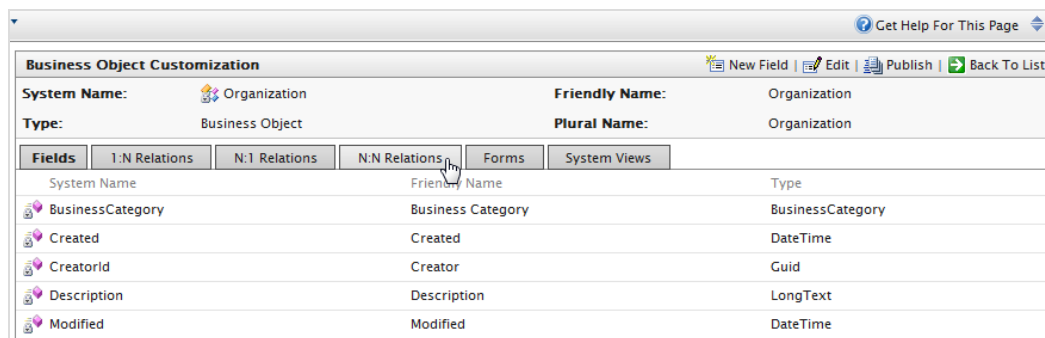 Get Help For This Page
Business Object Customization New Field | Edit | Publish | Back To List
System Name: Organization Friendly Name: Organization
Type: Business Object Plural Name: Organization
Fields 1:N Relations N:1 Relations N:N Relations Forms System Views
System Name Friendly Name Type
BusinessCategory Business Category BusinessCategory
Created Created DateTime
CreatorId Creator Guid
Description Description LongText
Modified Modified DateTime